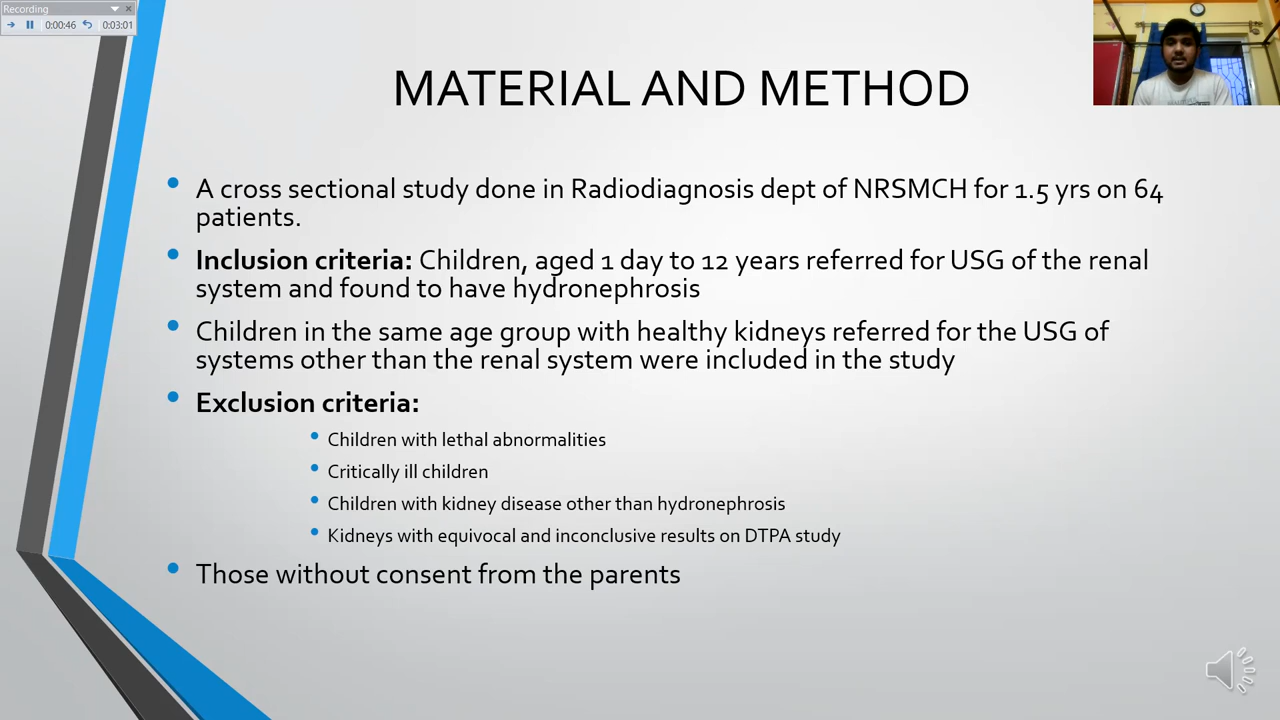 Recording
0:00:46 0:03:01
MATERIAL AND METHOD
• A cross sectional study done in Radiodiagnosis dept of NRSMCH for 1.5 yrs on 64
patients.
• Inclusion criteria: Children, aged 1 day to 12 years referred for USG of the renal
system and found to have hydronephrosis
• Children in the same age group with healthy kidneys referred for the USG of
systems other than the renal system were included in the study
• Exclusion criteria:
• Children with lethal abnormalities
• Critically ill children
• Children with kidney disease other than hydronephrosis
• Kidneys with equivocal and inconclusive results on DTPA study
• Those without consent from the parents